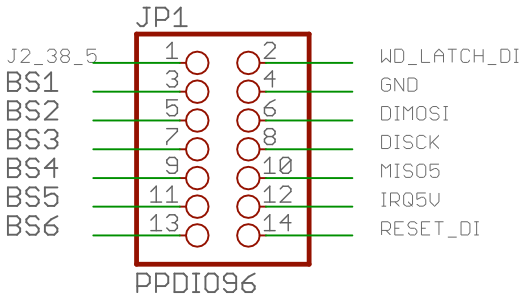 JP1
J2_38_5 1 2 WD_LATCH_DI
BS1 3 4 GND
BS2 5 6 DIMOSI
BS3 7 8 DISCK
BS4 9 10 MISO5
BS5 11 12 IRQ5V
BS6 13 14 RESET_DI
PPDIO96